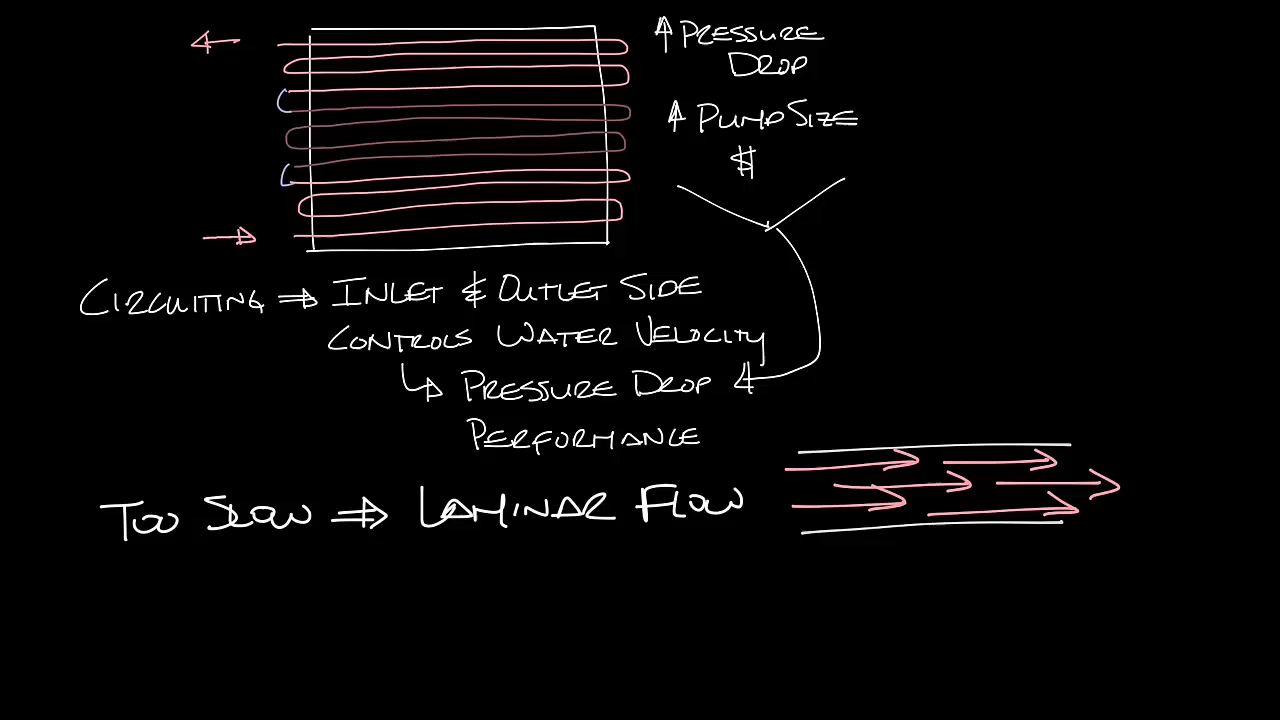 ↑ PRESSURE
DROP
↑ PUMP SIZE
$
CIRCUITING ⇒ INLET & OUTLET SIDE
CONTROLS WATER VELOCITY
↳ PRESSURE DROP
PERFORMANCE
TOO SLOW ⇒ LAMINAR FLOW